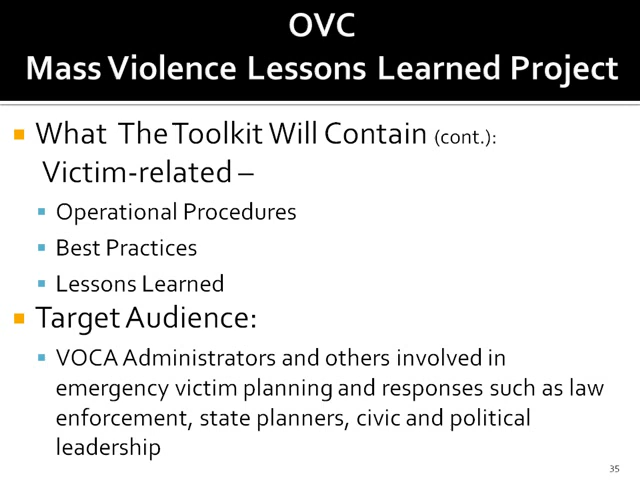 OVC
Mass Violence Lessons Learned Project
What The Toolkit Will Contain (cont.):
Victim-related –
Operational Procedures
Best Practices
Lessons Learned
Target Audience:
VOCA Administrators and others involved in
emergency victim planning and responses such as law
enforcement, state planners, civic and political
leadership
35